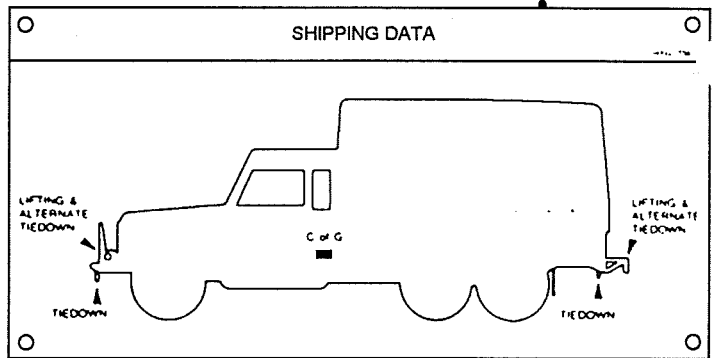 SHIPPING DATA
LIFTING &
ALTERNATE
TIEDOWN
C of G
LIFTING &
ALTERNATE
TIEDOWN
TIEDOWN
TIEDOWN